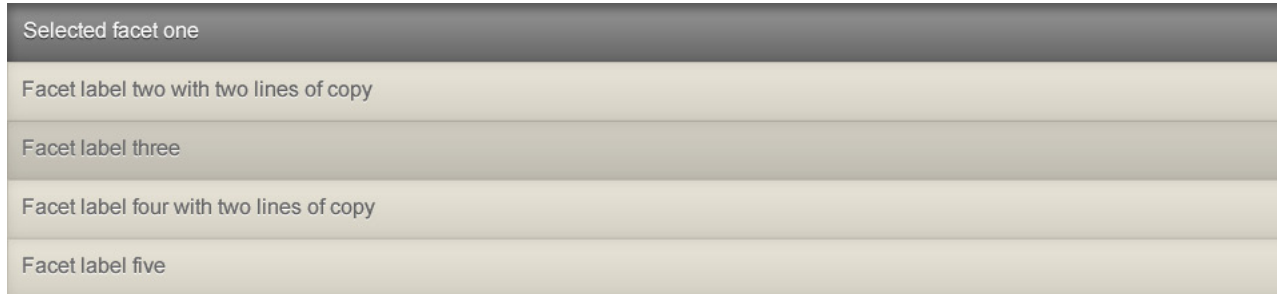 Selected facet one
Facet label two with two lines of copy
Facet label three
Facet label four with two lines of copy
Facet label five